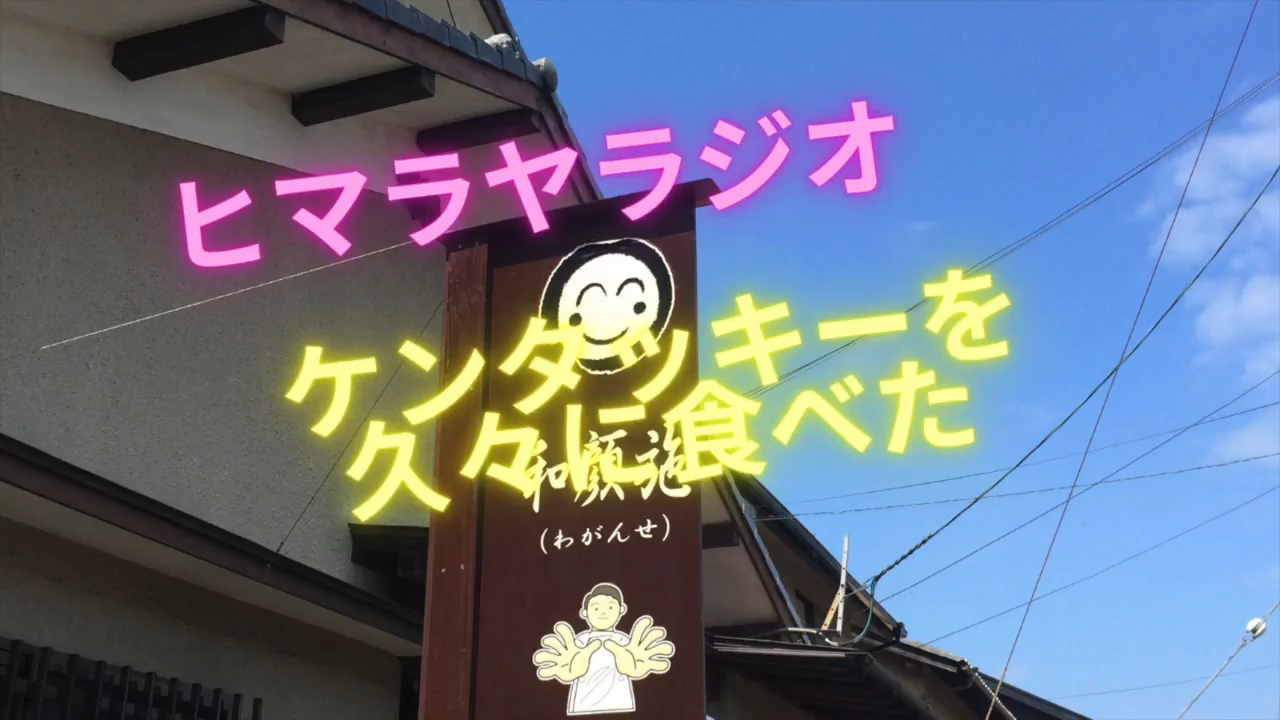 ヒマラヤラジオ
ケンタッキーを
久々に食べた
和顔施
(わがんせ)